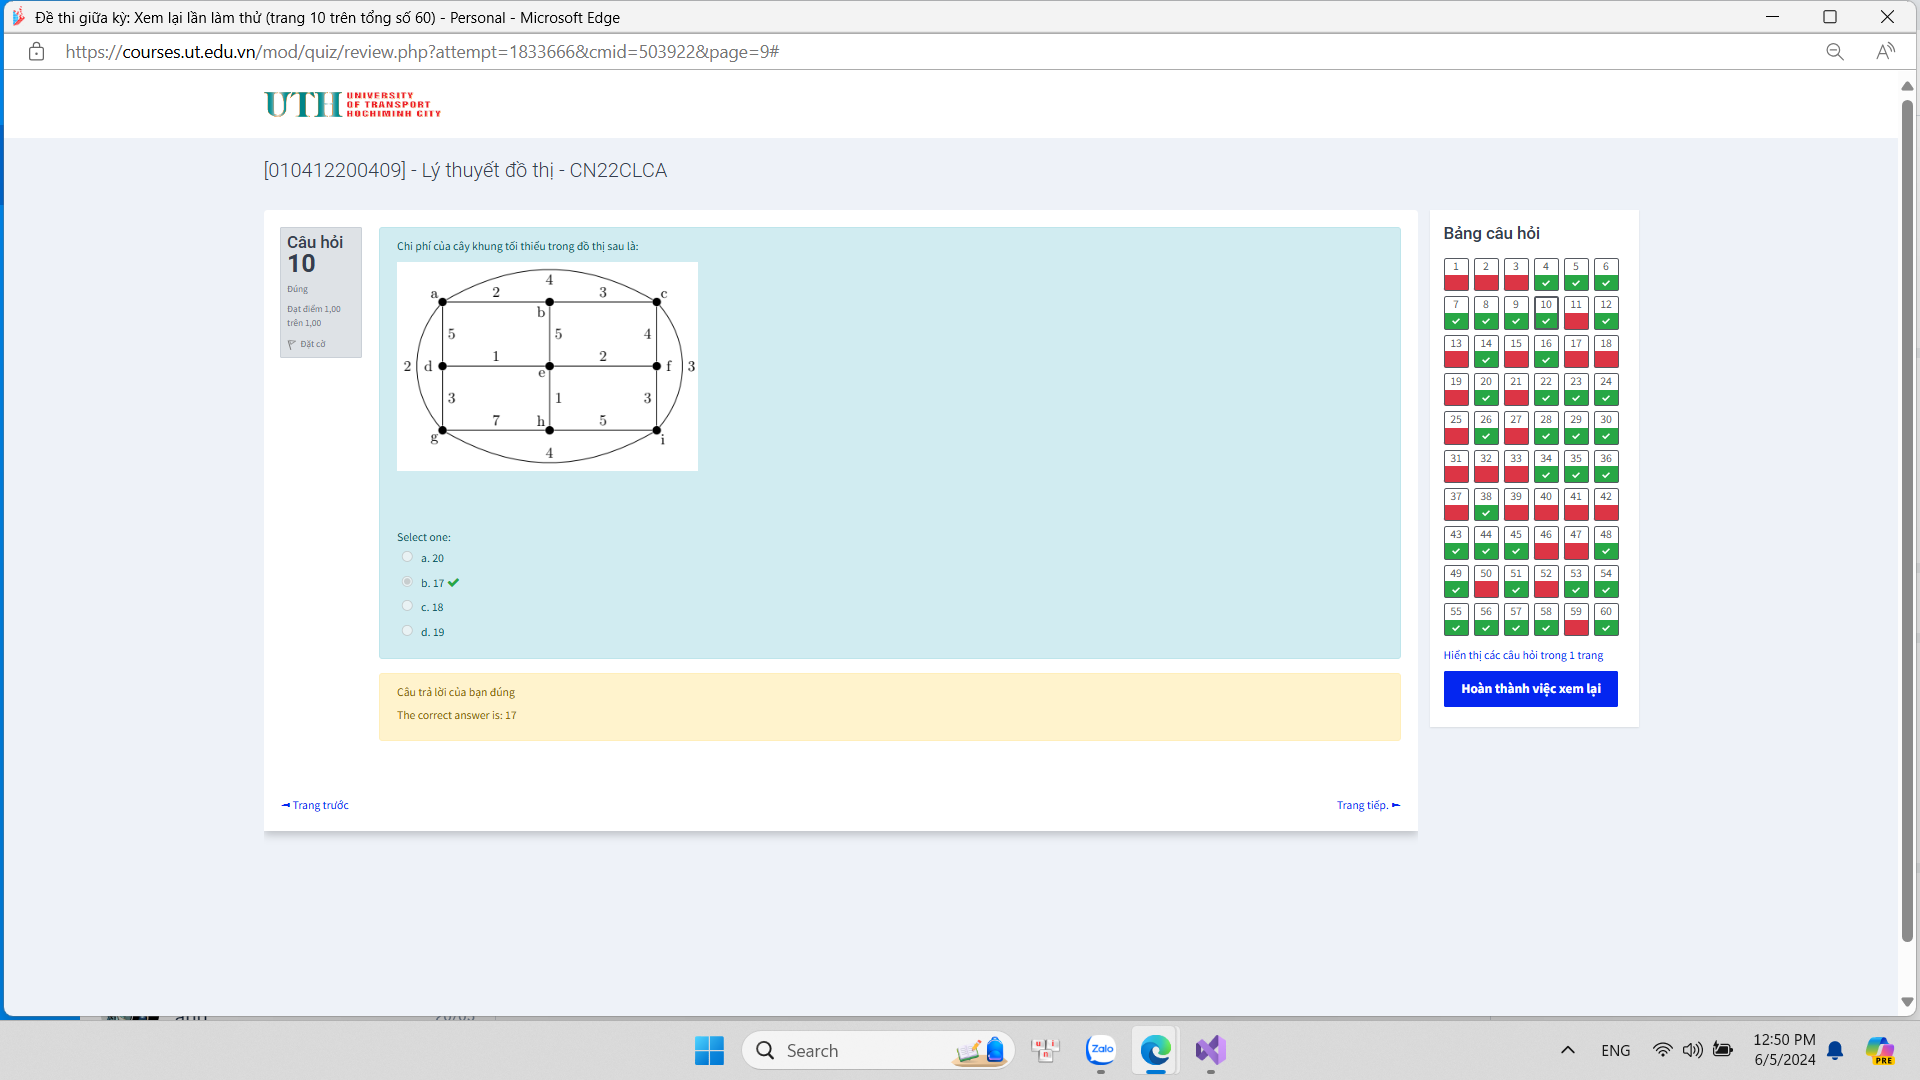 Đề thi giữa kỳ: Xem lại lần làm thử (trang 10 trên tổng số 60) - Personal - Microsoft Edge
https://courses.ut.edu.vn/mod/quiz/review.php?attempt=1833666&cmid=503922&page=9#
UTH UNIVERSITY
OF TRANSPORT
HOCHIMINH CITY
[010412200409] - Lý thuyết đồ thị - CN22CLCA
Câu hỏi
10
Đúng
Đạt điểm 1,00
trên 1,00
Đặt cờ
Chi phí của cây khung tối thiểu trong đồ thị sau là:
4
a 2 3 c
b
5 5 4
1 2
2 d e f 3
3 1 3
7 h 5
g i
4
Select one:
a. 20
b. 17
c. 18
d. 19
Câu trả lời của bạn đúng
The correct answer is: 17
Trang trước
Trang tiếp.
Bảng câu hỏi
1 2 3 4 5 6
7 8 9 10 11 12
13 14 15 16 17 18
19 20 21 22 23 24
25 26 27 28 29 30
31 32 33 34 35 36
37 38 39 40 41 42
43 44 45 46 47 48
49 50 51 52 53 54
55 56 57 58 59 60
Hiển thị các câu hỏi trong 1 trang
Hoàn thành việc xem lại
Search
u i n
Zalo
ENG
12:50 PM
6/5/2024
PRE